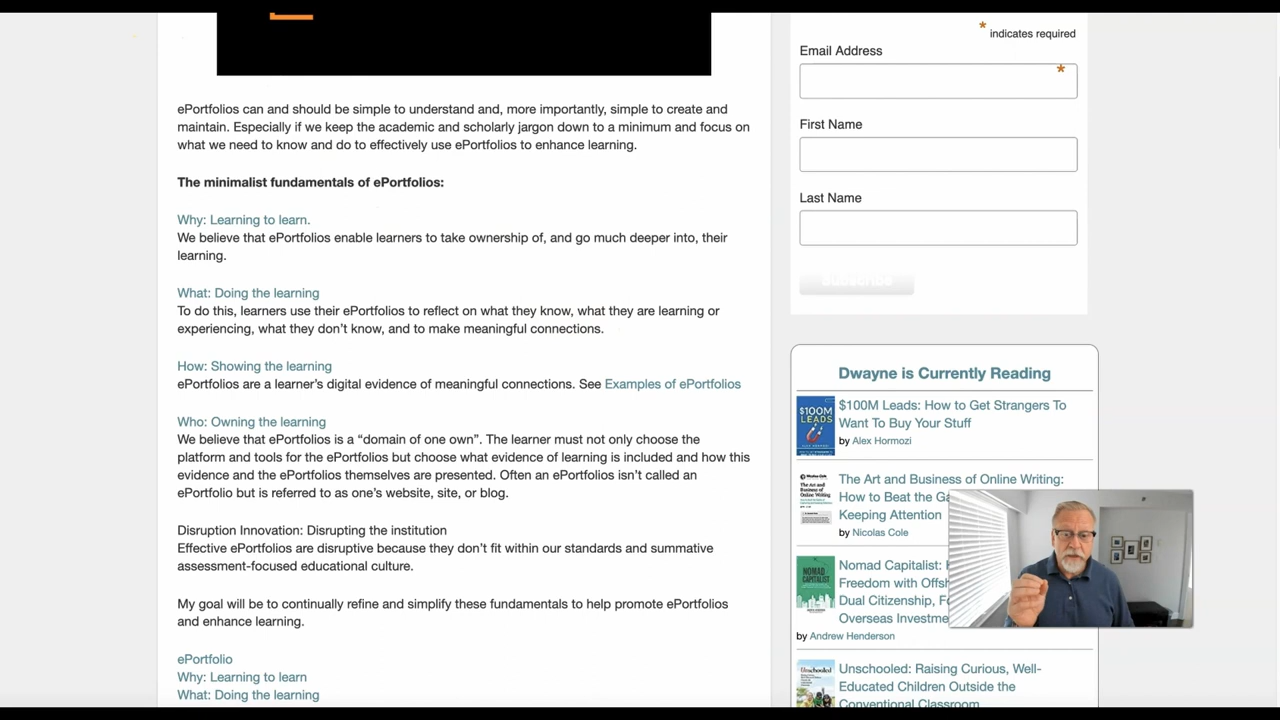 ePortfolios can and should be simple to understand and, more importantly, simple to create and
maintain. Especially if we keep the academic and scholarly jargon down to a minimum and focus on
what we need to know and do to effectively use ePortfolios to enhance learning.
The minimalist fundamentals of ePortfolios:
Why: Learning to learn.
We believe that ePortfolios enable learners to take ownership of, and go much deeper into, their
learning.
What: Doing the learning
To do this, learners use their ePortfolios to reflect on what they know, what they are learning or
experiencing, what they don’t know, and to make meaningful connections.
How: Showing the learning
ePortfolios are a learner’s digital evidence of meaningful connections. See Examples of ePortfolios
Who: Owning the learning
We believe that ePortfolios is a “domain of one own”. The learner must not only choose the
platform and tools for the ePortfolios but choose what evidence of learning is included and how this
evidence and the ePortfolios themselves are presented. Often an ePortfolios isn’t called an
ePortfolio but is referred to as one’s website, site, or blog.
Disruption Innovation: Disrupting the institution
Effective ePortfolios are disruptive because they don’t fit within our standards and summative
assessment-focused educational culture.
My goal will be to continually refine and simplify these fundamentals to help promote ePortfolios
and enhance learning.
ePortfolio
Why: Learning to learn
What: Doing the learning
* indicates required
Email Address
*
First Name
Last Name
Subscribe
Dwayne is Currently Reading
$100M LEADS
$100M Leads: How to Get Strangers To
Want To Buy Your Stuff
by Alex Hormozi
The Art and Business of Online Writing:
How to Beat the
Keeping Attention
by Nicolas Cole
NOMAD
CAPITALIST
Nomad Capitalist:
Freedom with
Dual Citizenship,
Overseas
by Andrew Henderson
Unschooled
Unschooled: Raising Curious, Well-
Educated Children Outside the
Conventional Classroom